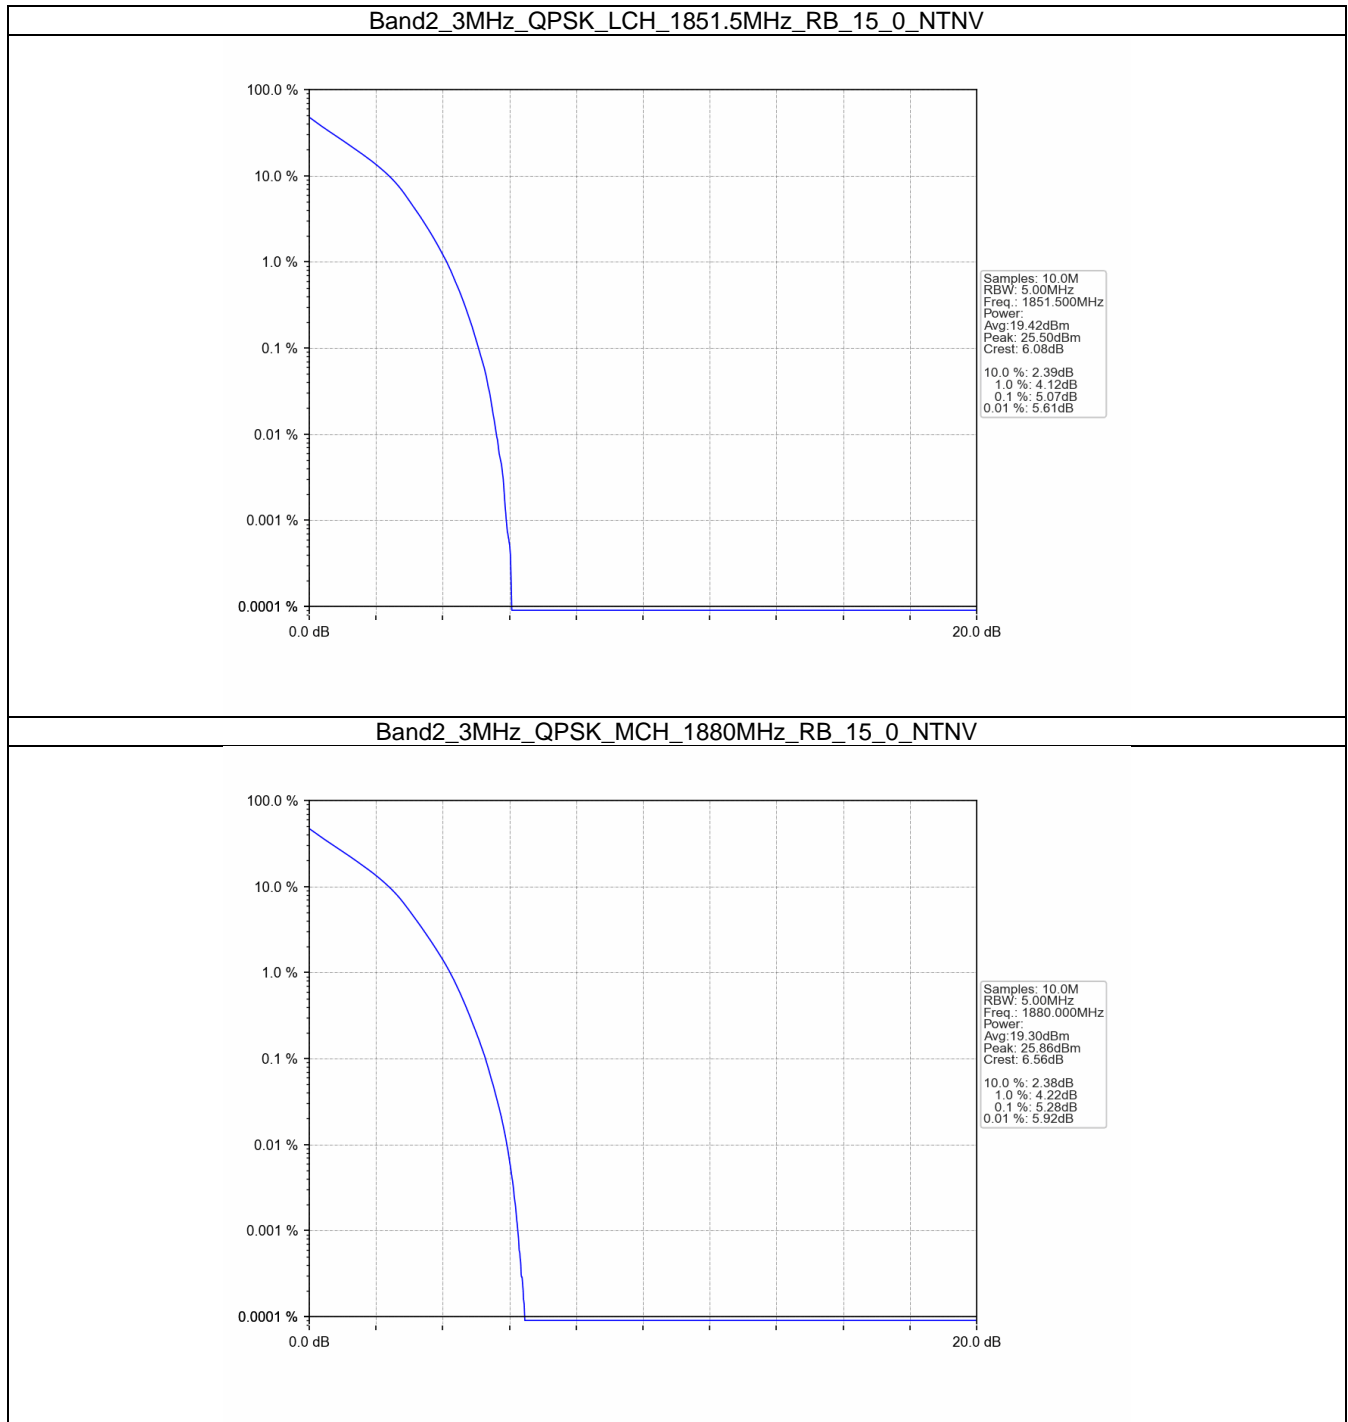 Band2_3MHz_QPSK_LCH_1851.5MHz_RB_15_0_NTNV
100.0 %
10.0 %
1.0 %
0.1 %
0.01 %
0.001 %
0.0001 %
0.0 dB
20.0 dB
Samples: 10.0M
RBW: 5.00MHz
Freq.: 1851.500MHz
Power:
Avg:19.42dBm
Peak: 25.50dBm
Crest: 6.08dB
10.0 %: 2.39dB
1.0 %: 4.12dB
0.1 %: 5.07dB
0.01 %: 5.61dB
Band2_3MHz_QPSK_MCH_1880MHz_RB_15_0_NTNV
100.0 %
10.0 %
1.0 %
0.1 %
0.01 %
0.001 %
0.0001 %
0.0 dB
20.0 dB
Samples: 10.0M
RBW: 5.00MHz
Freq.: 1880.000MHz
Power:
Avg:19.30dBm
Peak: 25.86dBm
Crest: 6.56dB
10.0 %: 2.38dB
1.0 %: 4.22dB
0.1 %: 5.28dB
0.01 %: 5.92dB